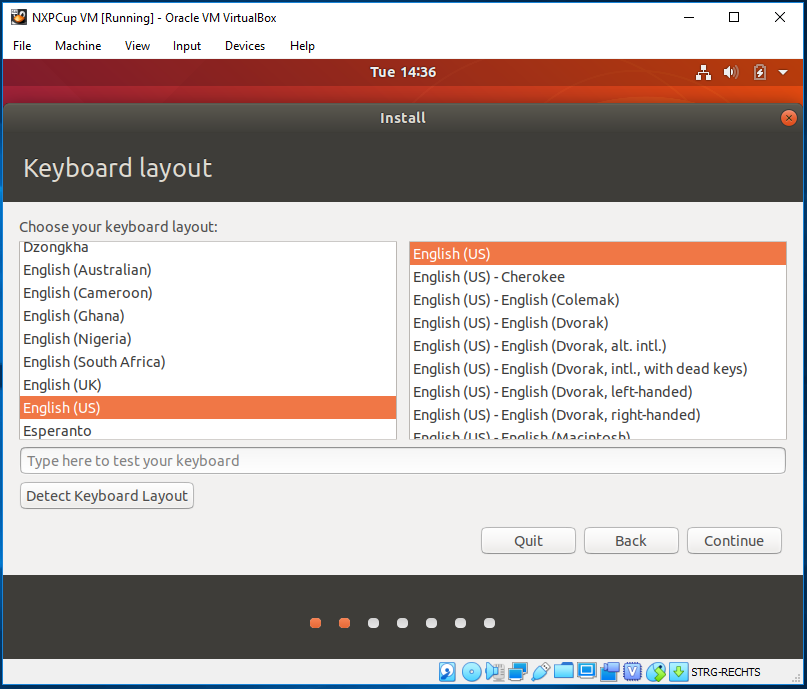 NXPCup VM [Running] - Oracle VM VirtualBox
File Machine View Input Devices Help
Tue 14:36
Install
Keyboard layout
Choose your keyboard layout:
Dzongkha
English (Australian)
English (Cameroon)
English (Ghana)
English (Nigeria)
English (South Africa)
English (UK)
English (US)
Esperanto
English (US)
English (US) - Cherokee
English (US) - English (Colemak)
English (US) - English (Dvorak)
English (US) - English (Dvorak, alt. intl.)
English (US) - English (Dvorak, intl., with dead keys)
English (US) - English (Dvorak, left-handed)
English (US) - English (Dvorak, right-handed)
English (US) - English (Macintosh)
Type here to test your keyboard
Detect Keyboard Layout
Quit Back Continue
STRG-RECHTS